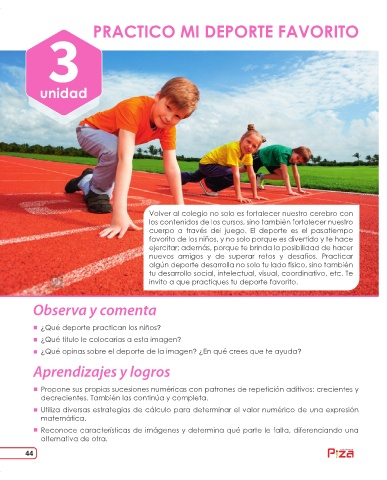 PRACTICO MI DEPORTE FAVORITO
3
unidad
Volver al colegio no solo es fortalecer nuestro cerebro con
los contenidos de los cursos, sino también fortalecer nuestro
cuerpo a través del juego. El deporte es el pasatiempo
favorito de los niños, y no solo porque es divertido y te hace
ejercitar; además, porque te brinda la posibilidad de hacer
nuevos amigos y de superar retos y desafíos. Practicar
algún deporte desarrolla no solo tu lado físico, sino también
tu desarrollo social, intelectual, visual, coordinativo, etc. Te
invito a que practiques tu deporte favorito.
Observa y comenta
¿Qué deporte practican los niños?
¿Qué título le colocarías a esta imagen?
¿Qué opinas sobre el deporte de la imagen? ¿En qué crees que te ayuda?
Aprendizajes y logros
Propone sus propias sucesiones numéricas con patrones de repetición aditivos: crecientes y
decrecientes. También las continúa y completa.
Utiliza diversas estrategias de cálculo para determinar el valor numérico de una expresión
matemática.
Reconoce características de imágenes y determina qué parte le falta, diferenciando una
alternativa de otra.
44